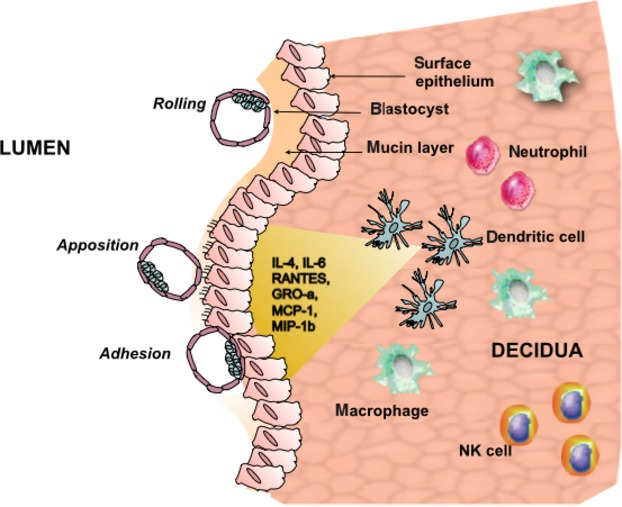 Surface
epithelium
Rolling
Blastocyst
LUMEN
Mucin layer
Neutrophil
Apposition
Dendritic cell
IL-4, IL-6
RANTES,
GRO-a,
MCP-1,
MIP-1b
Adhesion
DECIDUA
Macrophage
NK cell